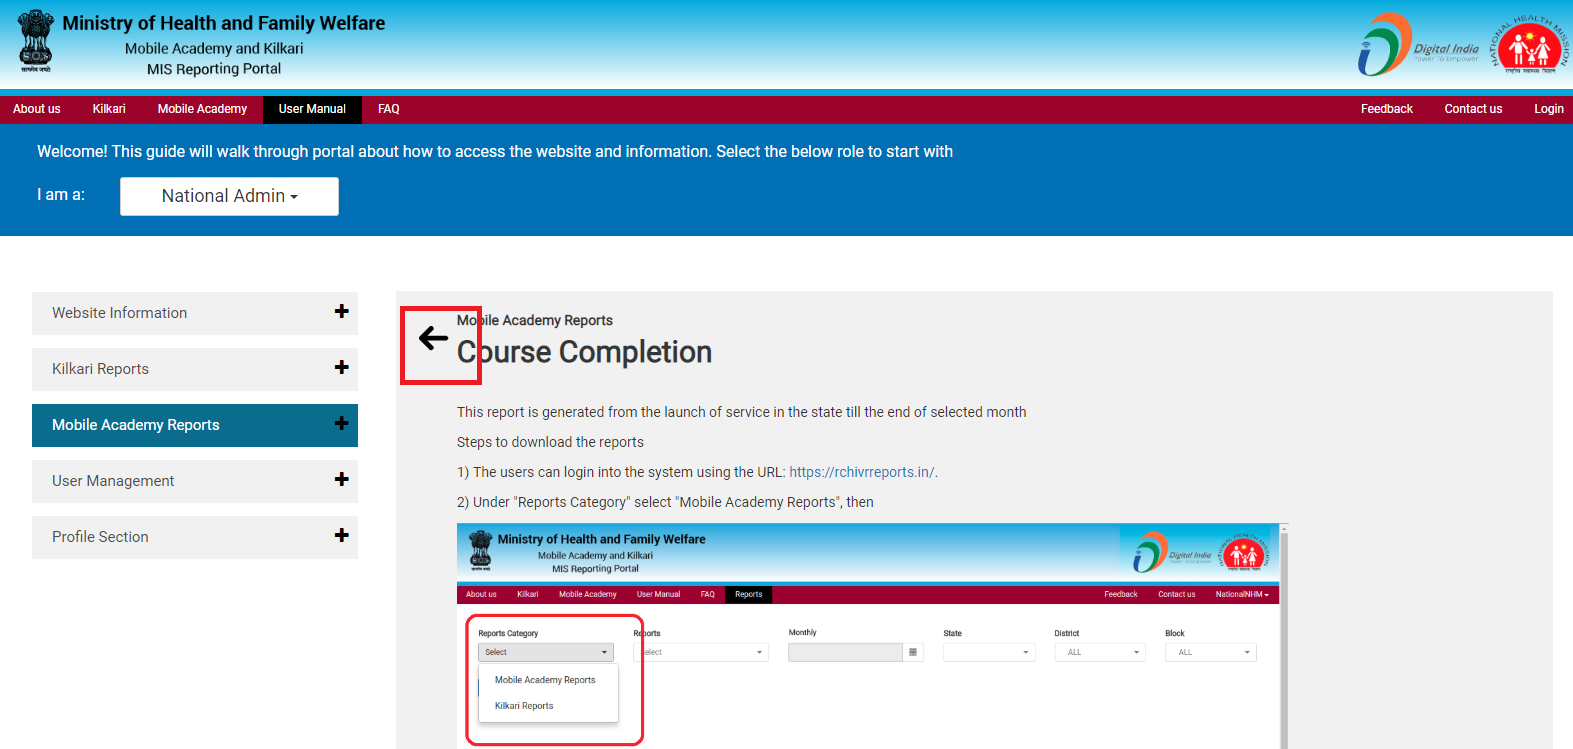 Ministry of Health and Family Welfare
Mobile Academy and Kilkari
MIS Reporting Portal
सत्यमेव जयते
Digital India
Power To Empower
NATIONAL HEALTH MISSION
राष्ट्रीय स्वास्थ्य मिशन
About us Kilkari Mobile Academy User Manual FAQ Feedback Contact us Login
Welcome! This guide will walk through portal about how to access the website and information. Select the below role to start with
I am a: National Admin
Website Information
Kilkari Reports
Mobile Academy Reports
User Management
Profile Section
Mobile Academy Reports
Course Completion
This report is generated from the launch of service in the state till the end of selected month
Steps to download the reports
1) The users can login into the system using the URL: https://rchivrreports.in/.
2) Under "Reports Category" select "Mobile Academy Reports", then
Ministry of Health and Family Welfare
Mobile Academy and Kilkari
MIS Reporting Portal
Digital India
NATIONAL HEALTH MISSION
About us Kilkari Mobile Academy User Manual FAQ Reports Feedback Contact us NationalNHM
Reports Category Reports Monthly State District Block
Select Select ALL ALL
Mobile Academy Reports
Kilkari Reports